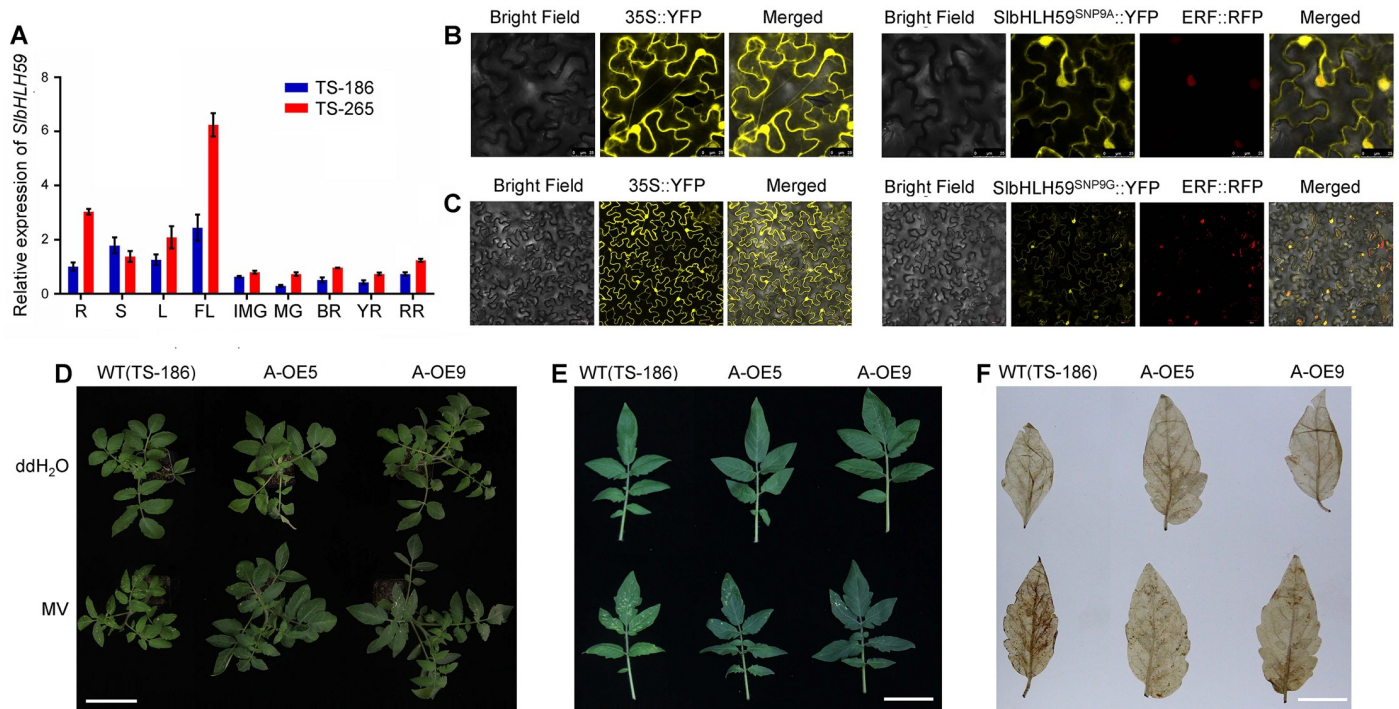 A
Relative expression of SlbHLH59
8
6
4
2
0
TS-186
TS-265
R S L FL IMG MG BR YR RR
B
Bright Field 35S::YFP Merged Bright Field SlbHLH59SNP9A::YFP ERF::RFP Merged
C
Bright Field 35S::YFP Merged Bright Field SlbHLH59SNP9G::YFP ERF::RFP Merged
D
WT(TS-186) A-OE5 A-OE9
ddH2O
MV
E
WT(TS-186) A-OE5 A-OE9
F
WT(TS-186) A-OE5 A-OE9